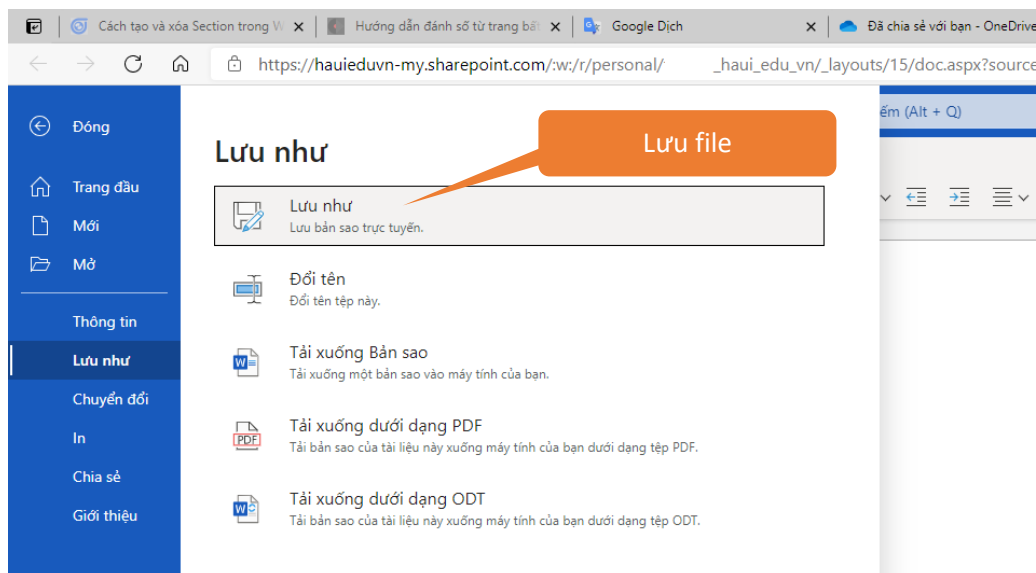 Cách tạo và xóa Section trong W
Hướng dẫn đánh số từ trang bất
Google Dịch
Đã chia sẻ với bạn - OneDrive
https://hauieduvn-my.sharepoint.com/:w:/r/personal/ _haui_edu_vn/_layouts/15/doc.aspx?source
ếm (Alt + Q)
Đóng
Trang đầu
Mới
Mở
Thông tin
Lưu như
Chuyển đổi
In
Chia sẻ
Giới thiệu
Lưu như
Lưu file
Lưu như
Lưu bản sao trực tuyến.
Đổi tên
Đổi tên tệp này.
Tải xuống Bản sao
Tải xuống một bản sao vào máy tính của bạn.
PDF
Tải xuống dưới dạng PDF
Tải bản sao của tài liệu này xuống máy tính của bạn dưới dạng tệp PDF.
Tải xuống dưới dạng ODT
Tải bản sao của tài liệu này xuống máy tính của bạn dưới dạng tệp ODT.